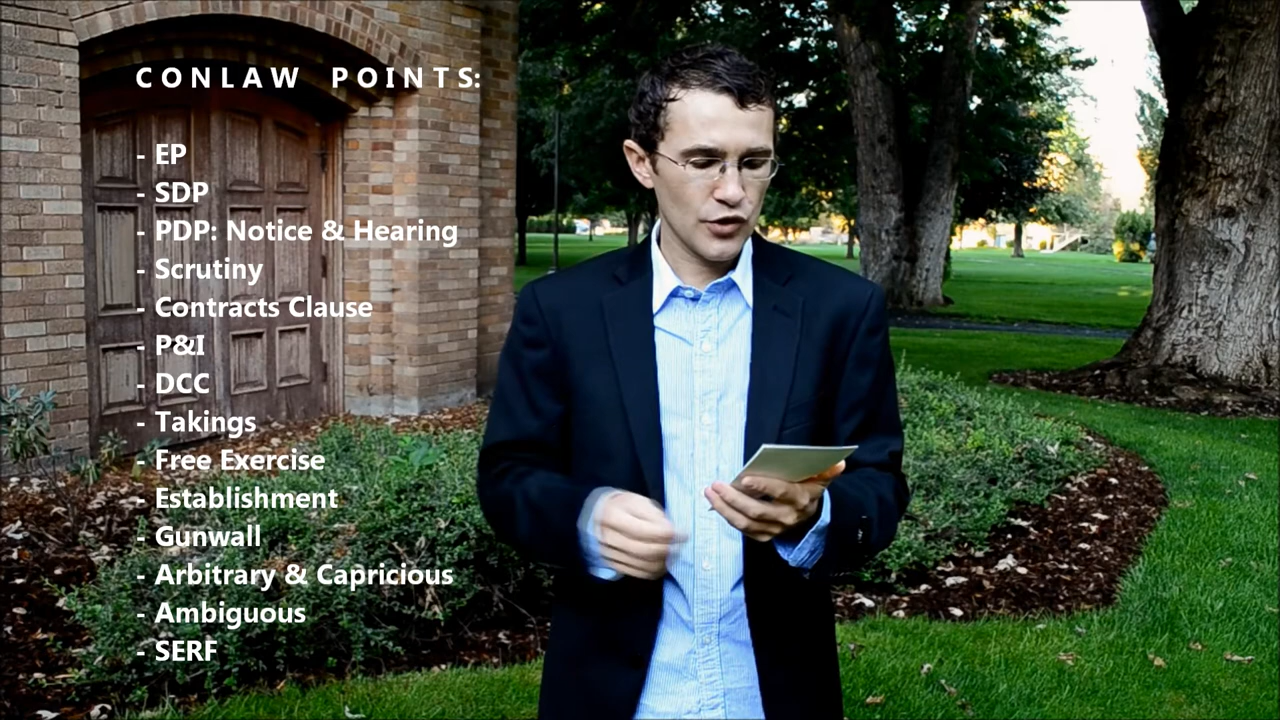 CONLAW POINTS:
- EP
- SDP
- PDP: Notice & Hearing
- Scrutiny
- Contracts Clause
- P&I
- DCC
- Takings
- Free Exercise
- Establishment
- Gunwall
- Arbitrary & Capricious
- Ambiguous
- SERF